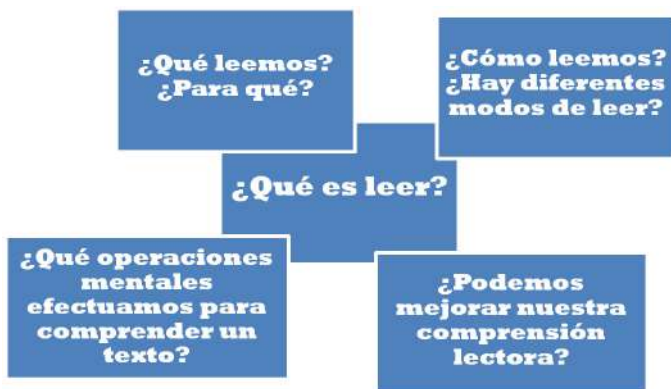 ¿Qué leemos?
¿Para qué?
¿Cómo leemos?
¿Hay diferentes
modos de leer?
¿Qué es leer?
¿Qué operaciones
mentales
efectuamos para
comprender un
texto?
¿Podemos
mejorar nuestra
comprensión
lectora?